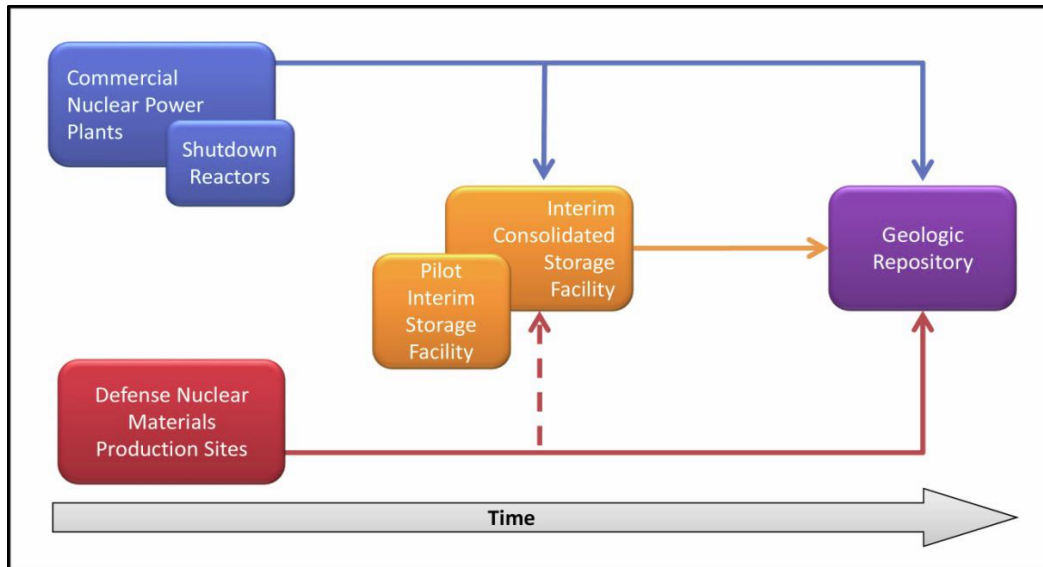 Commercial
Nuclear Power
Plants
Shutdown
Reactors
Interim
Consolidated
Storage
Facility
Pilot
Interim
Storage
Facility
Geologic
Repository
Defense Nuclear
Materials
Production Sites
Time